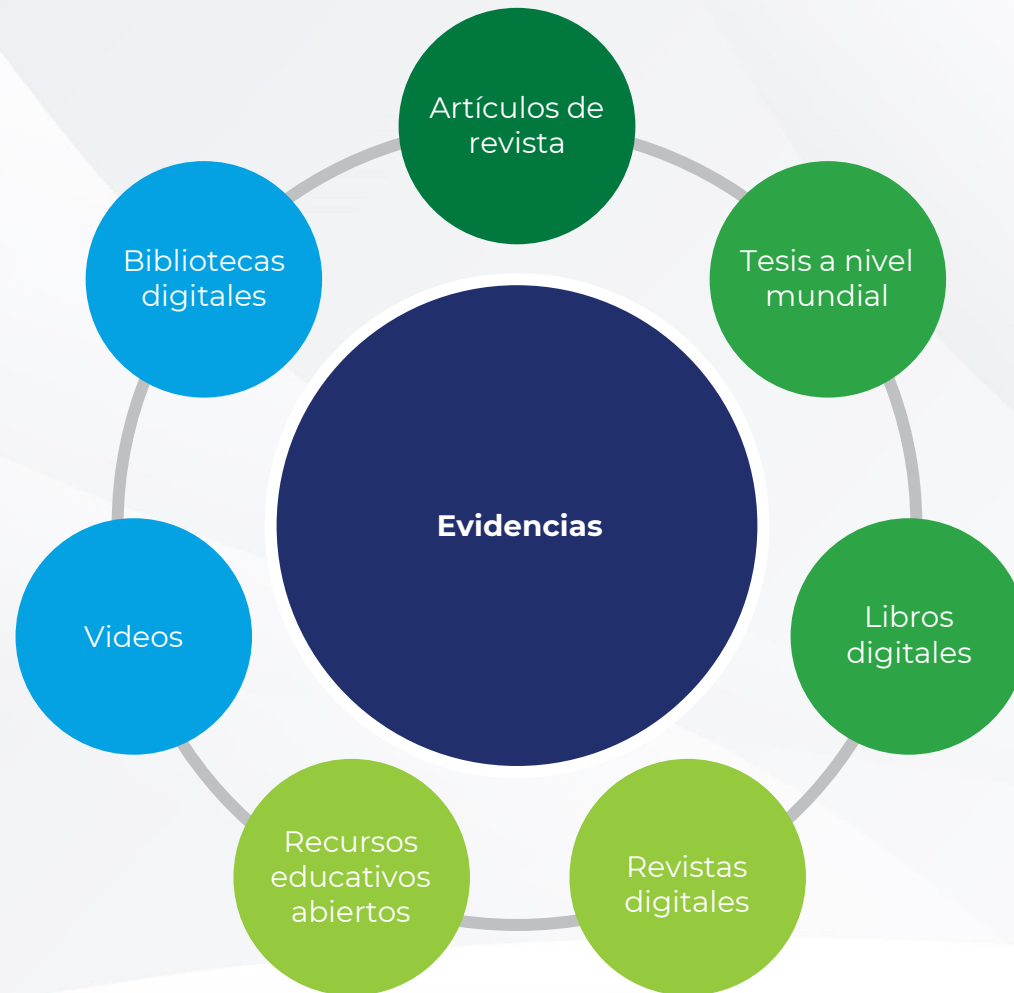 Artículos de
revista
Tesis a nivel
mundial
Libros
digitales
Revistas
digitales
Recursos
educativos
abiertos
Videos
Bibliotecas
digitales
Evidencias